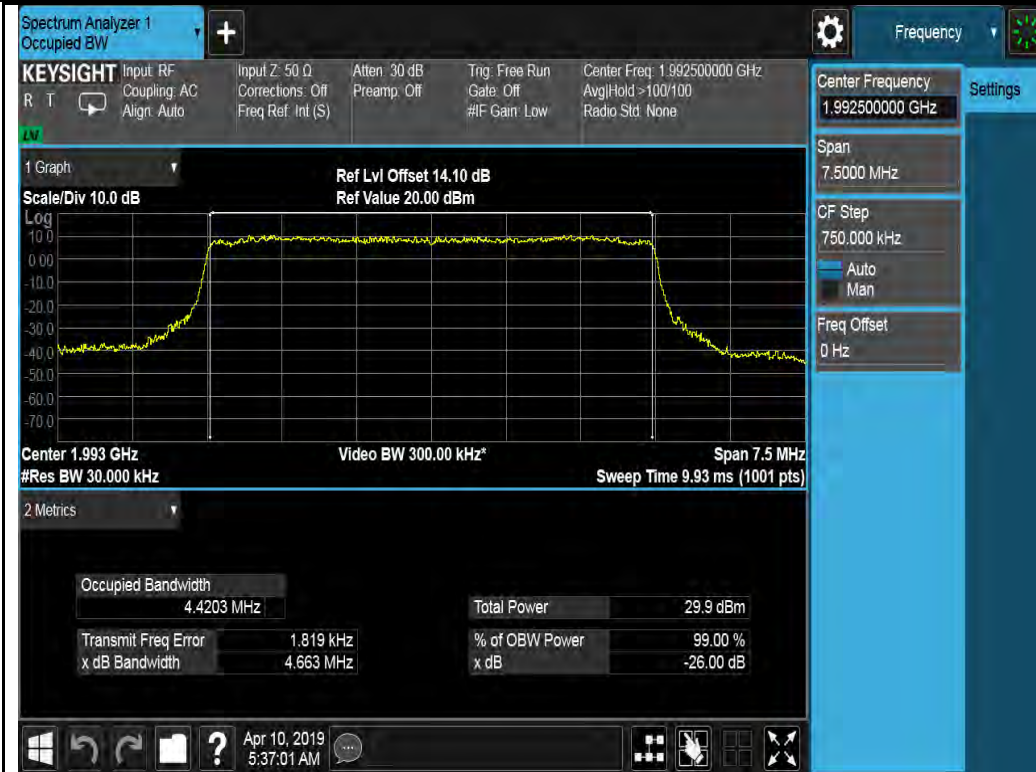 Spectrum Analyzer 1
Occupied BW
+
Frequency
KEYSIGHT
R T
LNI
Input: RF
Coupling: AC
Align: Auto
Input Z: 50 Ω
Corrections: Off
Freq Ref: Int (S)
Atten: 30 dB
Preamp: Off
Trig: Free Run
Gate: Off
#IF Gain: Low
Center Freq: 1.992500000 GHz
Avg|Hold:>100/100
Radio Std: None
Center Frequency
1.992500000 GHz
Settings
Span
7.5000 MHz
CF Step
750.000 kHz
Auto
Man
Freq Offset
0 Hz
1 Graph
Scale/Div 10.0 dB
Ref Lvl Offset 14.10 dB
Ref Value 20.00 dBm
Log
10.0
0.00
-10.0
-20.0
-30.0
-40.0
-50.0
-60.0
-70.0
Center 1.993 GHz
#Res BW 30.000 kHz
Video BW 300.00 kHz*
Span 7.5 MHz
Sweep Time 9.93 ms (1001 pts)
2 Metrics
Occupied Bandwidth
4.4203 MHz
Total Power 29.9 dBm
Transmit Freq Error 1.819 kHz
% of OBW Power 99.00 %
x dB Bandwidth 4.663 MHz
x dB -26.00 dB
?
Apr 10, 2019
5:37:01 AM